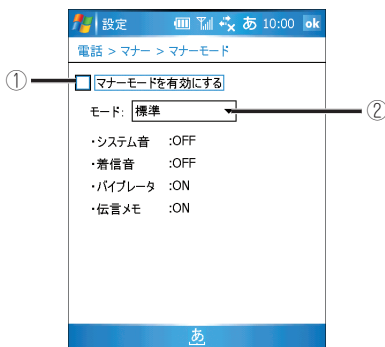 設定 あ 10:00 ok
電話 > マナー > マナーモード
① マナーモードを有効にする
モード: 標準 ②
・システム音 :OFF
・着信音 :OFF
・バイブレータ :ON
・伝言メモ :ON
あ